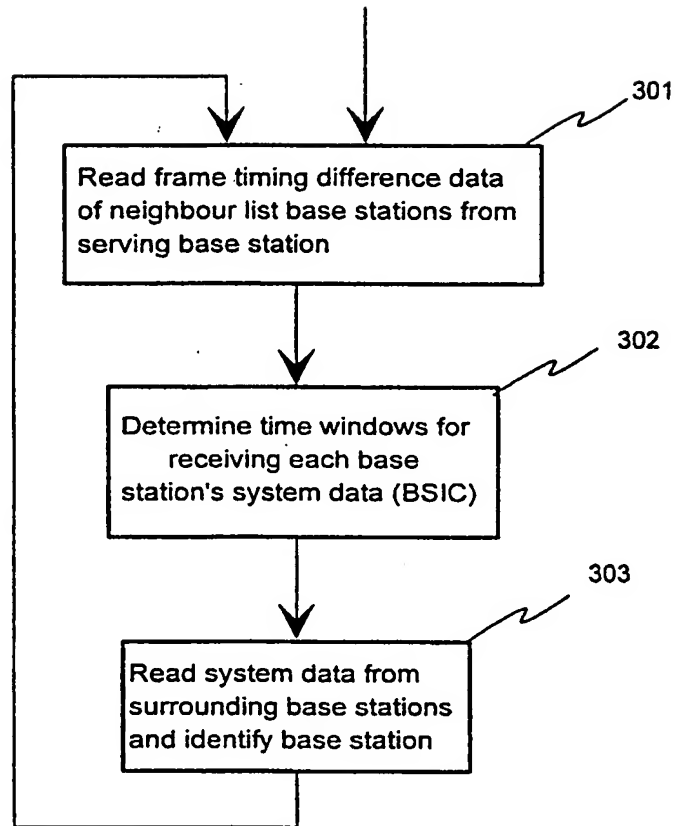 301
Read frame timing difference data
of neighbour list base stations from
serving base station
302
Determine time windows for
receiving each base
station's system data (BSIC)
303
Read system data from
surrounding base stations
and identify base station